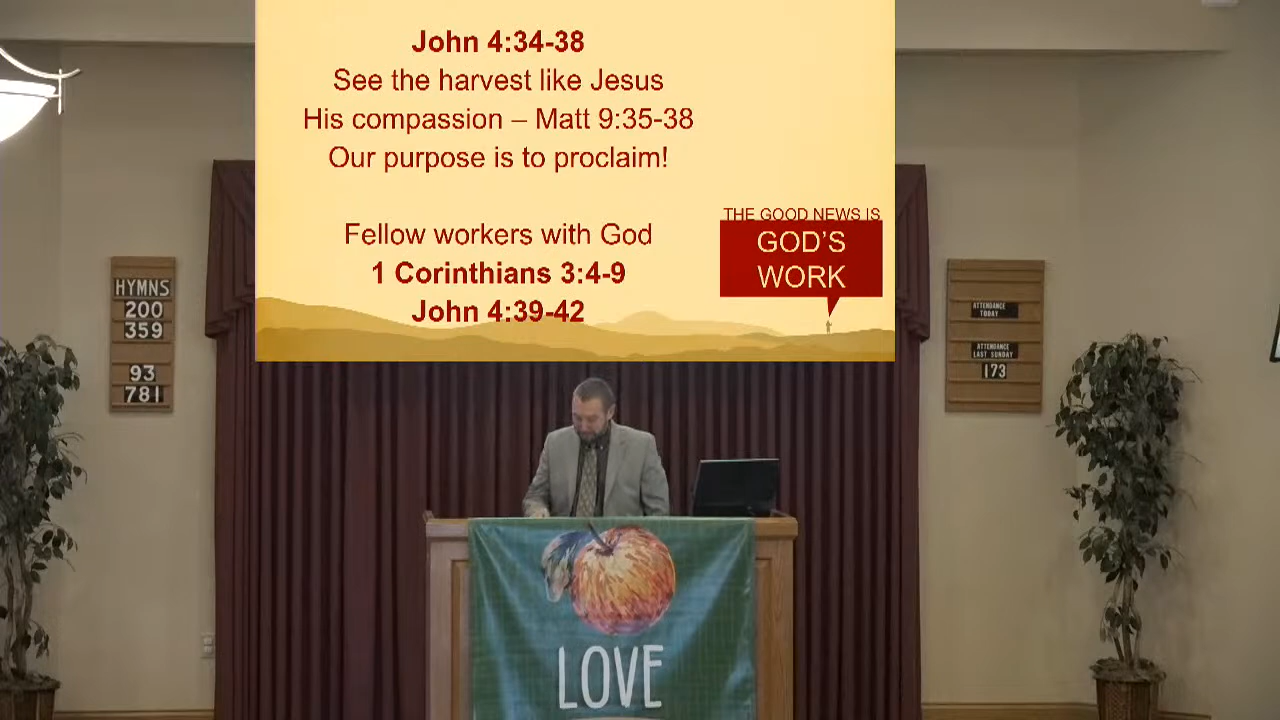 John 4:34-38
See the harvest like Jesus
His compassion – Matt 9:35-38
Our purpose is to proclaim!
Fellow workers with God
1 Corinthians 3:4-9
John 4:39-42
THE GOOD NEWS IS
GOD'S
WORK
HYMNS
200
359
93
781
ATTENDANCE
TODAY
ATTENDANCE
LAST SUNDAY
173
LOVE